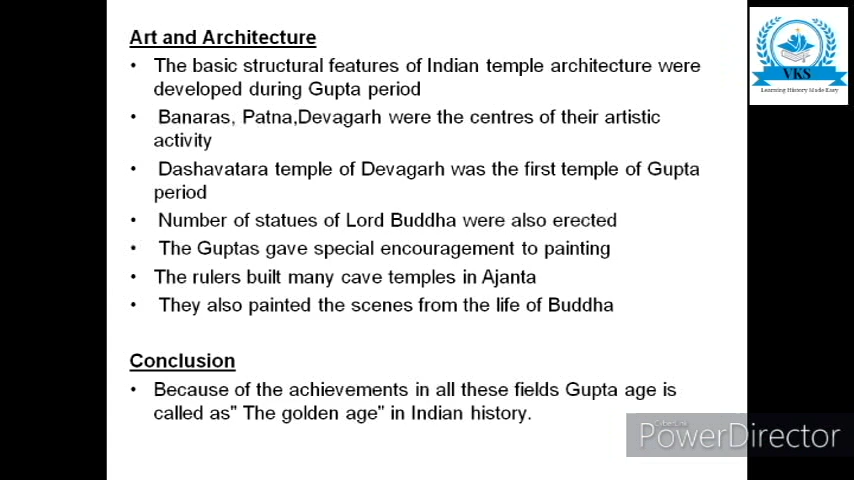 Art and Architecture
• The basic structural features of Indian temple architecture were
developed during Gupta period
• Banaras, Patna,Devagarh were the centres of their artistic
activity
• Dashavatara temple of Devagarh was the first temple of Gupta
period
• Number of statues of Lord Buddha were also erected
• The Guptas gave special encouragement to painting
• The rulers built many cave temples in Ajanta
• They also painted the scenes from the life of Buddha
Conclusion
• Because of the achievements in all these fields Gupta age is
called as" The golden age" in Indian history.
VKS
Learning History Made Easy
CyberLink
PowerDirector